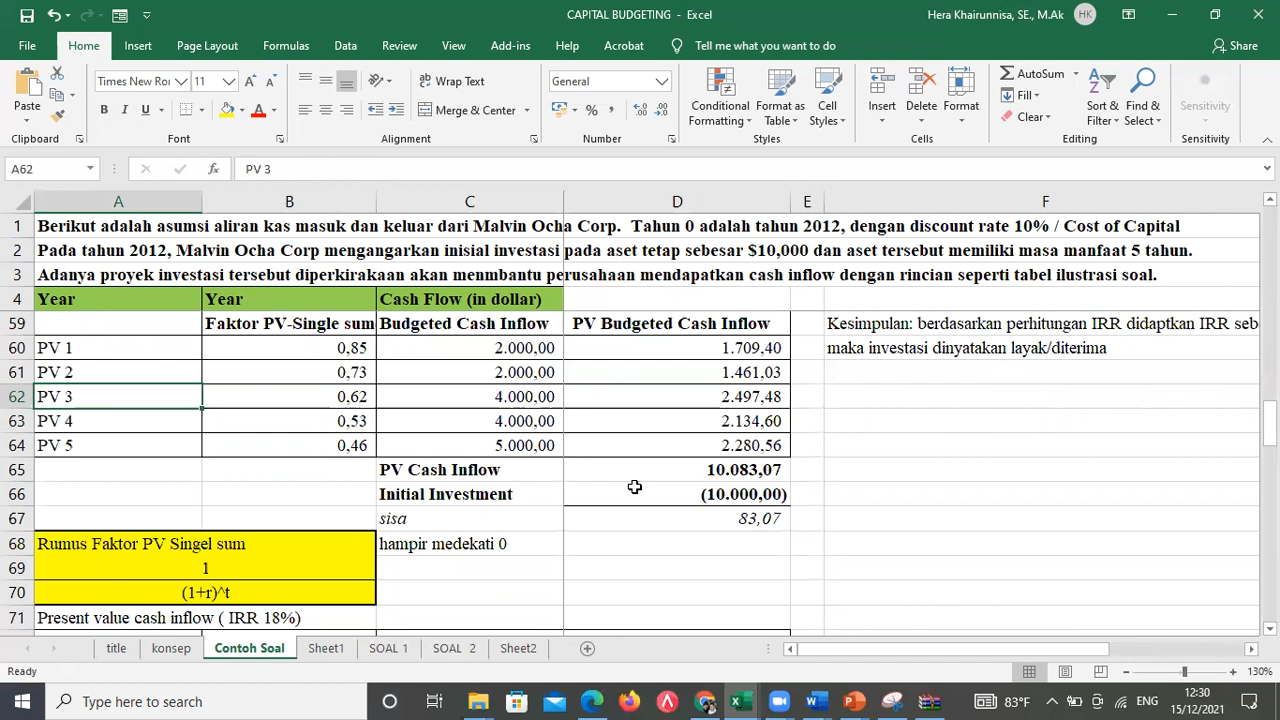 CAPITAL BUDGETING - Excel
Hera Khairunnisa, SE., M.Ak
HK
File Home Insert Page Layout Formulas Data Review View Add-ins Help Acrobat Tell me what you want to do Share
Paste
Clipboard
Times New Ro 11
B I U
Font
Wrap Text
Merge & Center
Alignment
General
Number
Conditional Formatting
Format as Table
Cell Styles
Styles
Insert Delete Format
Cells
AutoSum
Fill
Clear
Sort & Filter
Find & Select
Editing
Sensitivity
Sensitivity
A62 fx PV 3
A B C D E F
1 Berikut adalah asumsi aliran kas masuk dan keluar dari Malvin Ocha Corp. Tahun 0 adalah tahun 2012, dengan discount rate 10% / Cost of Capital
2 Pada tahun 2012, Malvin Ocha Corp mengangarkan inisial investasi pada aset tetap sebesar $10,000 dan aset tersebut memiliki masa manfaat 5 tahun.
3 Adanya proyek investasi tersebut diperkirakaan akan menmbantu perusahaan mendapatkan cash inflow dengan rincian seperti tabel ilustrasi soal.
4 Year Year Cash Flow (in dollar)
59 Faktor PV-Single sum Budgeted Cash Inflow PV Budgeted Cash Inflow Kesimpulan: berdasarkan perhitungan IRR didaptkan IRR seb
60 PV 1 0,85 2.000,00 1.709,40 maka investasi dinyatakan layak/diterima
61 PV 2 0,73 2.000,00 1.461,03
62 PV 3 0,62 4.000,00 2.497,48
63 PV 4 0,53 4.000,00 2.134,60
64 PV 5 0,46 5.000,00 2.280,56
65 PV Cash Inflow 10.083,07
66 Initial Investment (10.000,00)
67 sisa 83,07
68 Rumus Faktor PV Singel sum hampir medekati 0
69 1
70 (1+r)^t
71 Present value cash inflow ( IRR 18%)
title konsep Contoh Soal Sheet1 SOAL 1 SOAL 2 Sheet2
Ready 130%
Type here to search 83°F ENG 12:30
15/12/2021